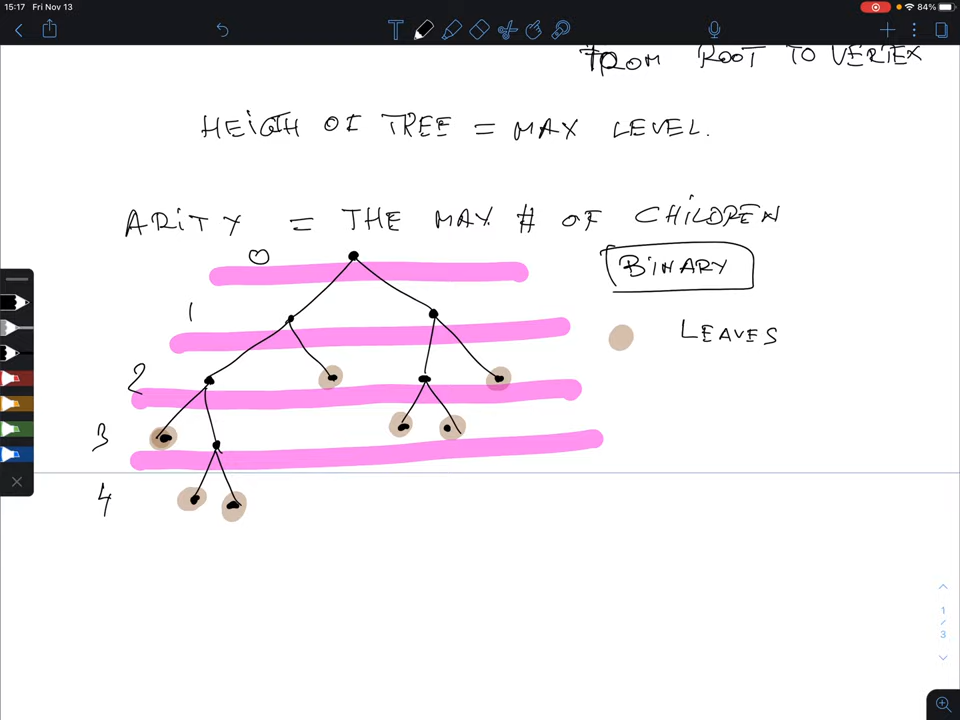 15:17 Fri Nov 13
84%
FROM ROOT TO VERTEX
HEIGTH OF TREE = MAX LEVEL.
ARITY = THE MAX # OF CHILDREN
0
BINARY
1
LEAVES
2
3
4
1
/
3